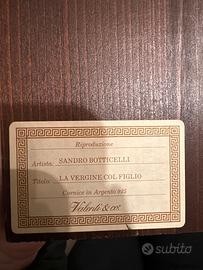 Riproduzione
Artista: SANDRO BOTTICELLI
Titolo: LA VERGINE COL FIGLIO
Cornice in Argento 925
Valenti & co.
subito